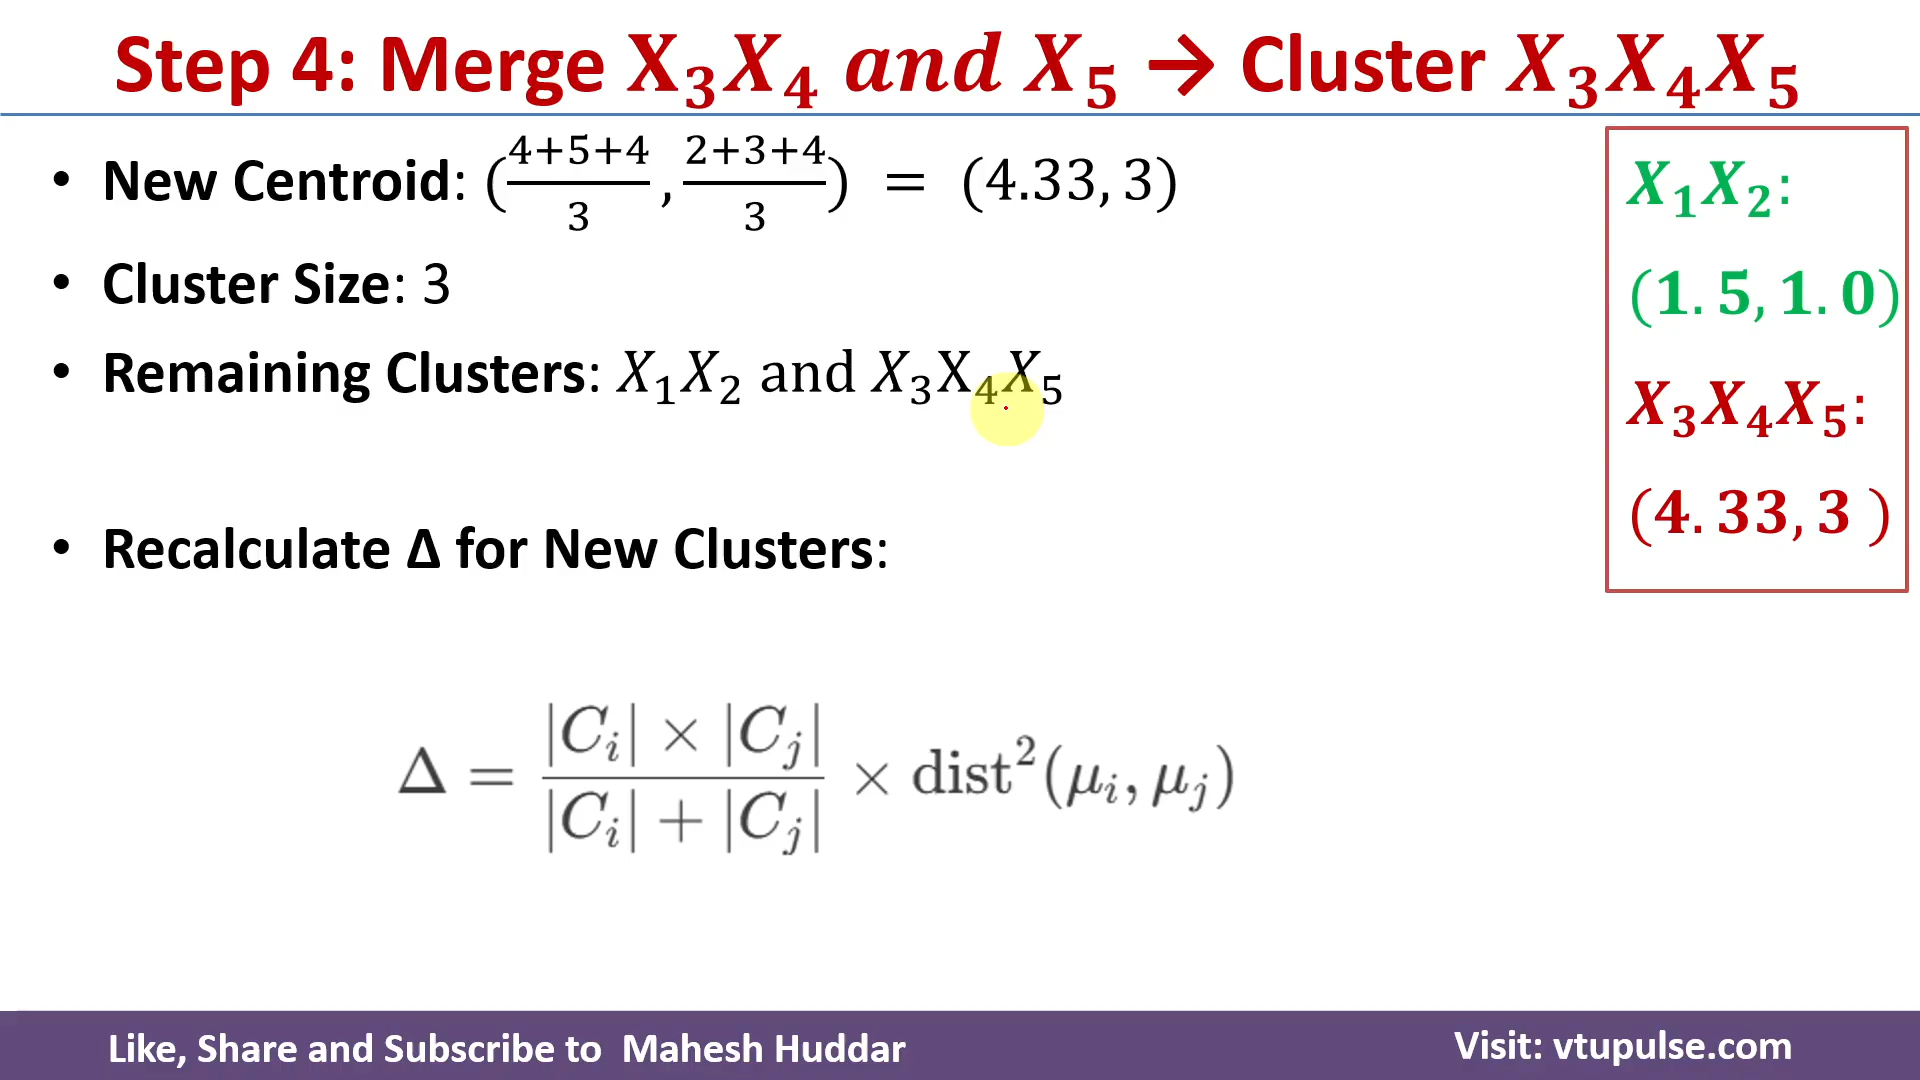 Step 4: Merge X₃X₄ and X₅ → Cluster X₃X₄X₅
• New Centroid: ((4+5+4)/3, (2+3+4)/3) = (4.33, 3)
• Cluster Size: 3
• Remaining Clusters: X₁X₂ and X₃X₄X₅
• Recalculate Δ for New Clusters:
Δ = (|Cᵢ| × |Cⱼ|)/(|Cᵢ| + |Cⱼ|) × dist²(μᵢ, μⱼ)
X₁X₂:
(1.5, 1.0)
X₃X₄X₅:
(4.33, 3 )
Like, Share and Subscribe to Mahesh Huddar
Visit: vtupulse.com